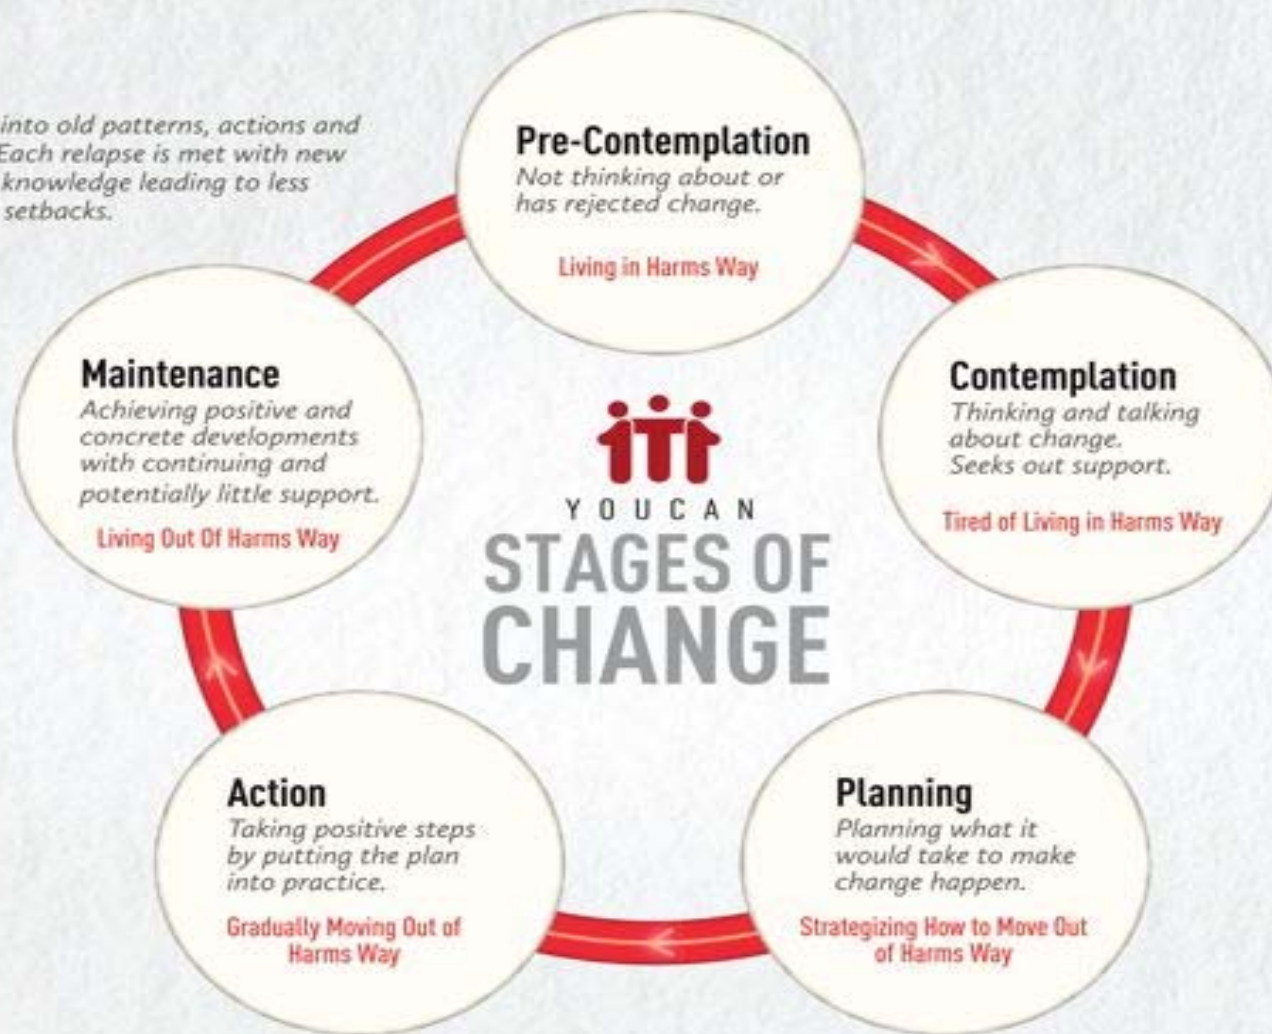 into old patterns, actions and
Each relapse is met with new
knowledge leading to less
setbacks.
Pre-Contemplation
Not thinking about or
has rejected change.
Living in Harms Way
Contemplation
Thinking and talking
about change.
Seeks out support.
Tired of Living in Harms Way
Planning
Planning what it
would take to make
change happen.
Strategizing How to Move Out
of Harms Way
Action
Taking positive steps
by putting the plan
into practice.
Gradually Moving Out of
Harms Way
Maintenance
Achieving positive and
concrete developments
with continuing and
potentially little support.
Living Out Of Harms Way
YOUCAN
STAGES OF
CHANGE